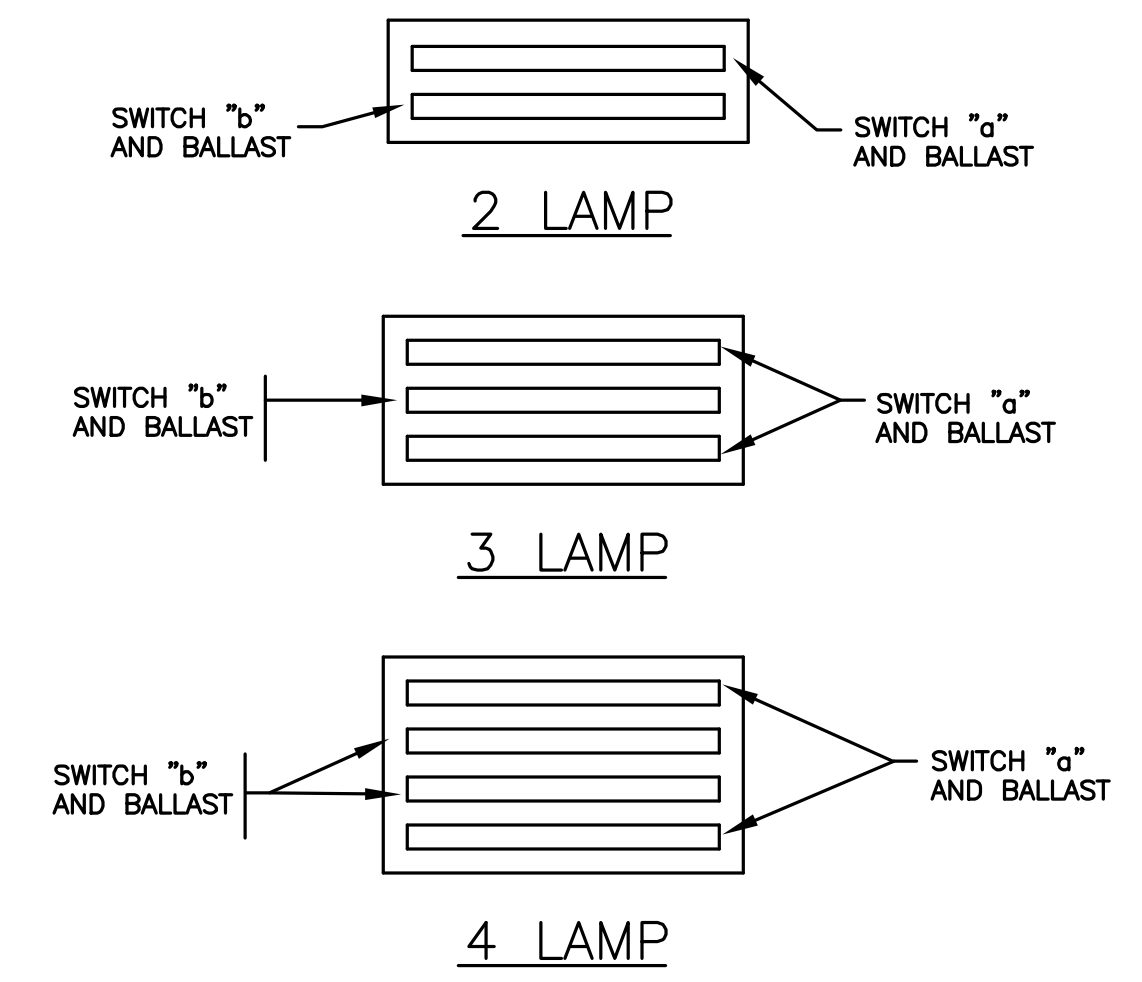 SWITCH "b"
AND BALLAST
SWITCH "a"
AND BALLAST
2 LAMP
SWITCH "b"
AND BALLAST
SWITCH "a"
AND BALLAST
3 LAMP
SWITCH "b"
AND BALLAST
SWITCH "a"
AND BALLAST
4 LAMP